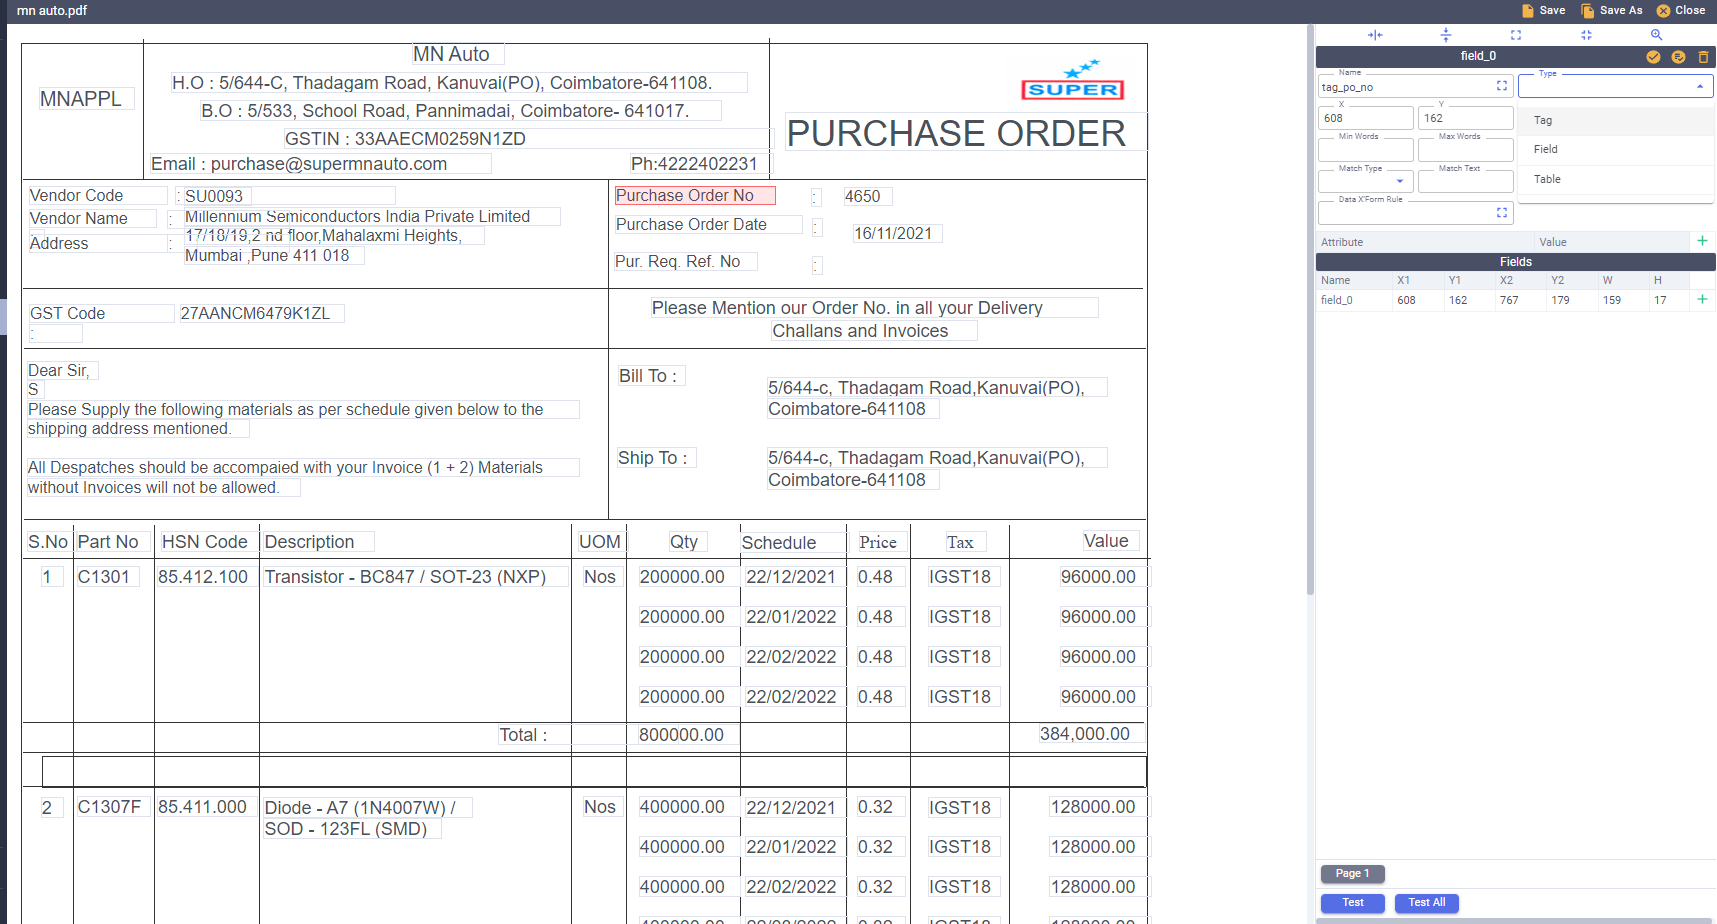 mn auto.pdf
Save Save As Close
MN Auto
H.O : 5/644-C, Thadagam Road, Kanuvai(PO), Coimbatore-641108.
MNAPPL
B.O : 5/533, School Road, Pannimadai, Coimbatore- 641017.
GSTIN : 33AAECM0259N1ZD
Email : purchase@supermnauto.com Ph:4222402231
SUPER
PURCHASE ORDER
Vendor Code : SU0093
Vendor Name : Millennium Semiconductors India Private Limited
Address : 17/18/19,2 nd floor,Mahalaxmi Heights,
Mumbai ,Pune 411 018
Purchase Order No : 4650
Purchase Order Date : 16/11/2021
Pur. Req. Ref. No :
GST Code 27AANCM6479K1ZL
:
Please Mention our Order No. in all your Delivery
Challans and Invoices
Dear Sir,
S
Please Supply the following materials as per schedule given below to the
shipping address mentioned.
All Despatches should be accompaied with your Invoice (1 + 2) Materials
without Invoices will not be allowed.
Bill To :
5/644-c, Thadagam Road,Kanuvai(PO),
Coimbatore-641108
Ship To : 5/644-c, Thadagam Road,Kanuvai(PO),
Coimbatore-641108
S.No Part No HSN Code Description UOM Qty Schedule Price Tax Value
1 C1301 85.412.100 Transistor - BC847 / SOT-23 (NXP) Nos 200000.00 22/12/2021 0.48 IGST18 96000.00
200000.00 22/01/2022 0.48 IGST18 96000.00
200000.00 22/02/2022 0.48 IGST18 96000.00
200000.00 22/02/2022 0.48 IGST18 96000.00
Total : 800000.00 384,000.00
2 C1307F 85.411.000 Diode - A7 (1N4007W) / Nos 400000.00 22/12/2021 0.32 IGST18 128000.00
SOD - 123FL (SMD)
400000.00 22/01/2022 0.32 IGST18 128000.00
400000.00 22/02/2022 0.32 IGST18 128000.00
field_0
Name Type
tag_po_no
X Y
608 162
Tag
Min Words Max Words
Field
Match Type Match Text
Table
Data X'Form Rule
Attribute Value
Fields
Name X1 Y1 X2 Y2 W H
field_0 608 162 767 179 159 17
Page 1
Test Test All